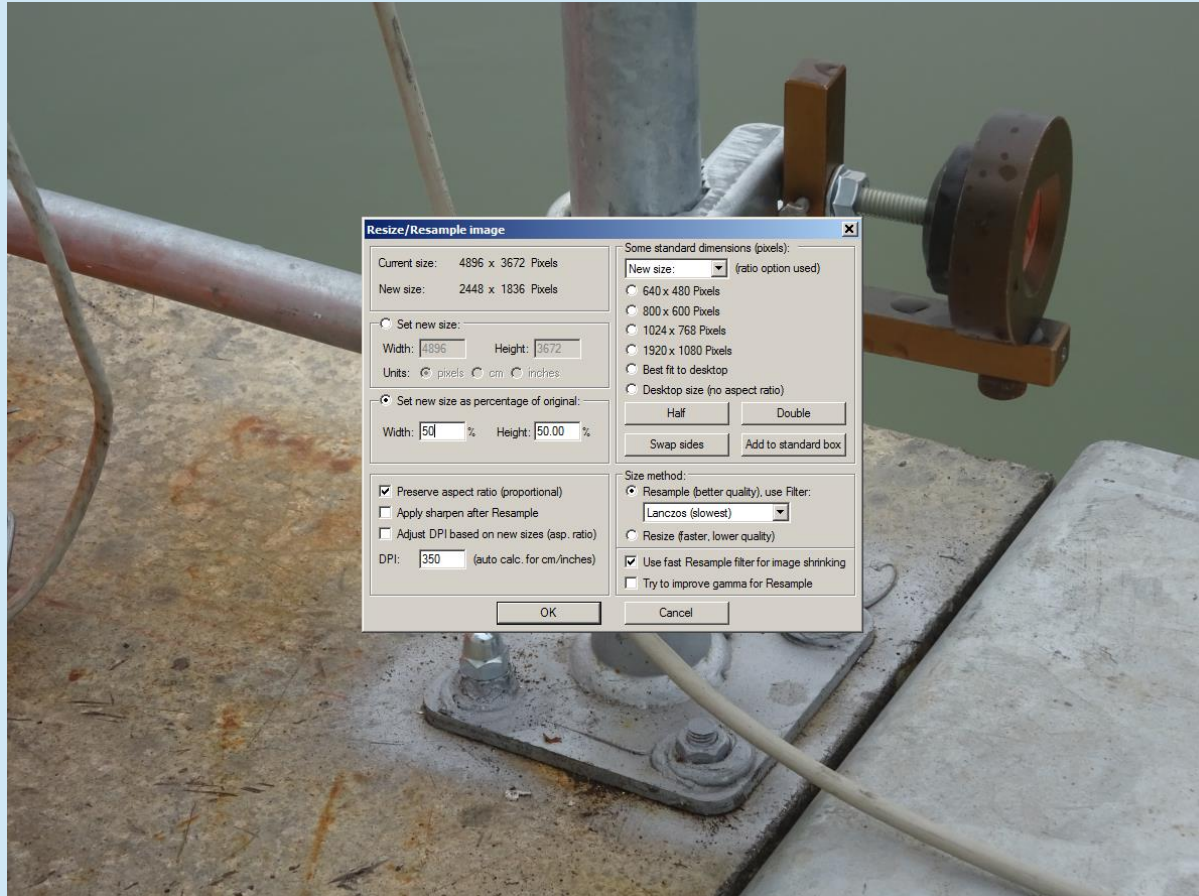 Resize/Resample image
Current size: 4896 x 3672 Pixels
New size: 2448 x 1836 Pixels
Set new size:
Width: 4896 Height: 3672
Units: pixels cm inches
Set new size as percentage of original:
Width: 50 % Height: 50.00 %
Preserve aspect ratio (proportional)
Apply sharpen after Resample
Adjust DPI based on new sizes (asp. ratio)
DPI: 350 (auto calc. for cm/inches)
Some standard dimensions (pixels):
New size: (ratio option used)
640 x 480 Pixels
800 x 600 Pixels
1024 x 768 Pixels
1920 x 1080 Pixels
Best fit to desktop
Desktop size (no aspect ratio)
Half Double
Swap sides Add to standard box
Size method:
Resample (better quality), use Filter:
Lanczos (slowest)
Resize (faster, lower quality)
Use fast Resample filter for image shrinking
Try to improve gamma for Resample
OK Cancel